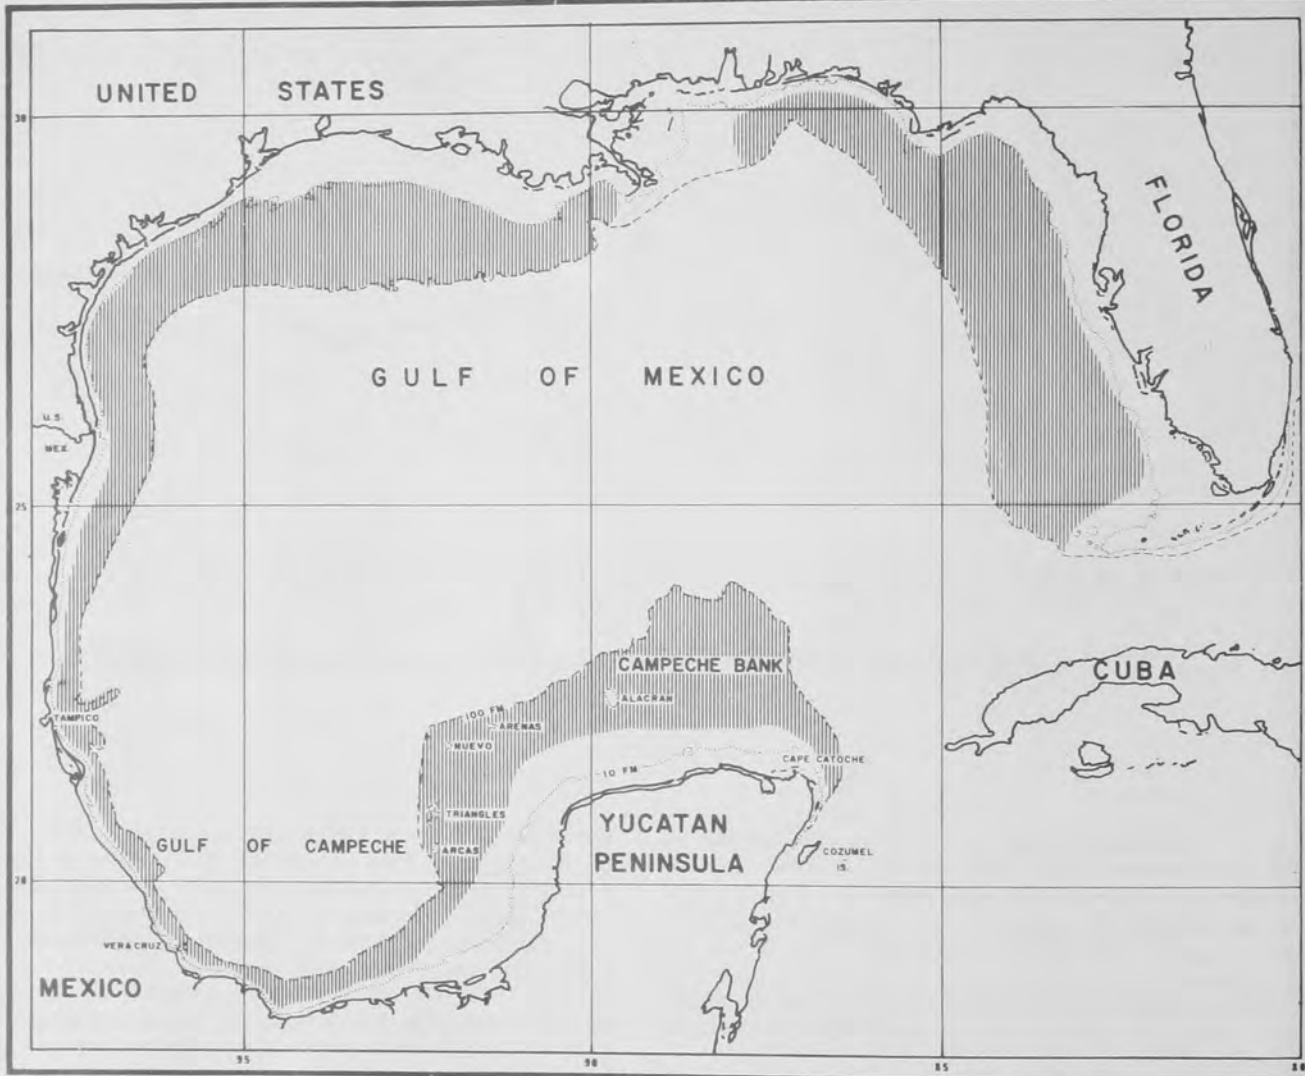 UNITED STATES
30
FLORIDA
GULF OF MEXICO
U.S.
MEX.
25
CAMPECHE BANK
CUBA
ALACRAN
100 FM
TAMPICO
ARENAS
NUEVO
CAPE CATOCHE
10 FM
TRIANGLES
YUCATAN
PENINSULA
GULF OF CAMPECHE
ARCAS
COZUMEL
IS.
20
VERA CRUZ
MEXICO
95
90
85
80